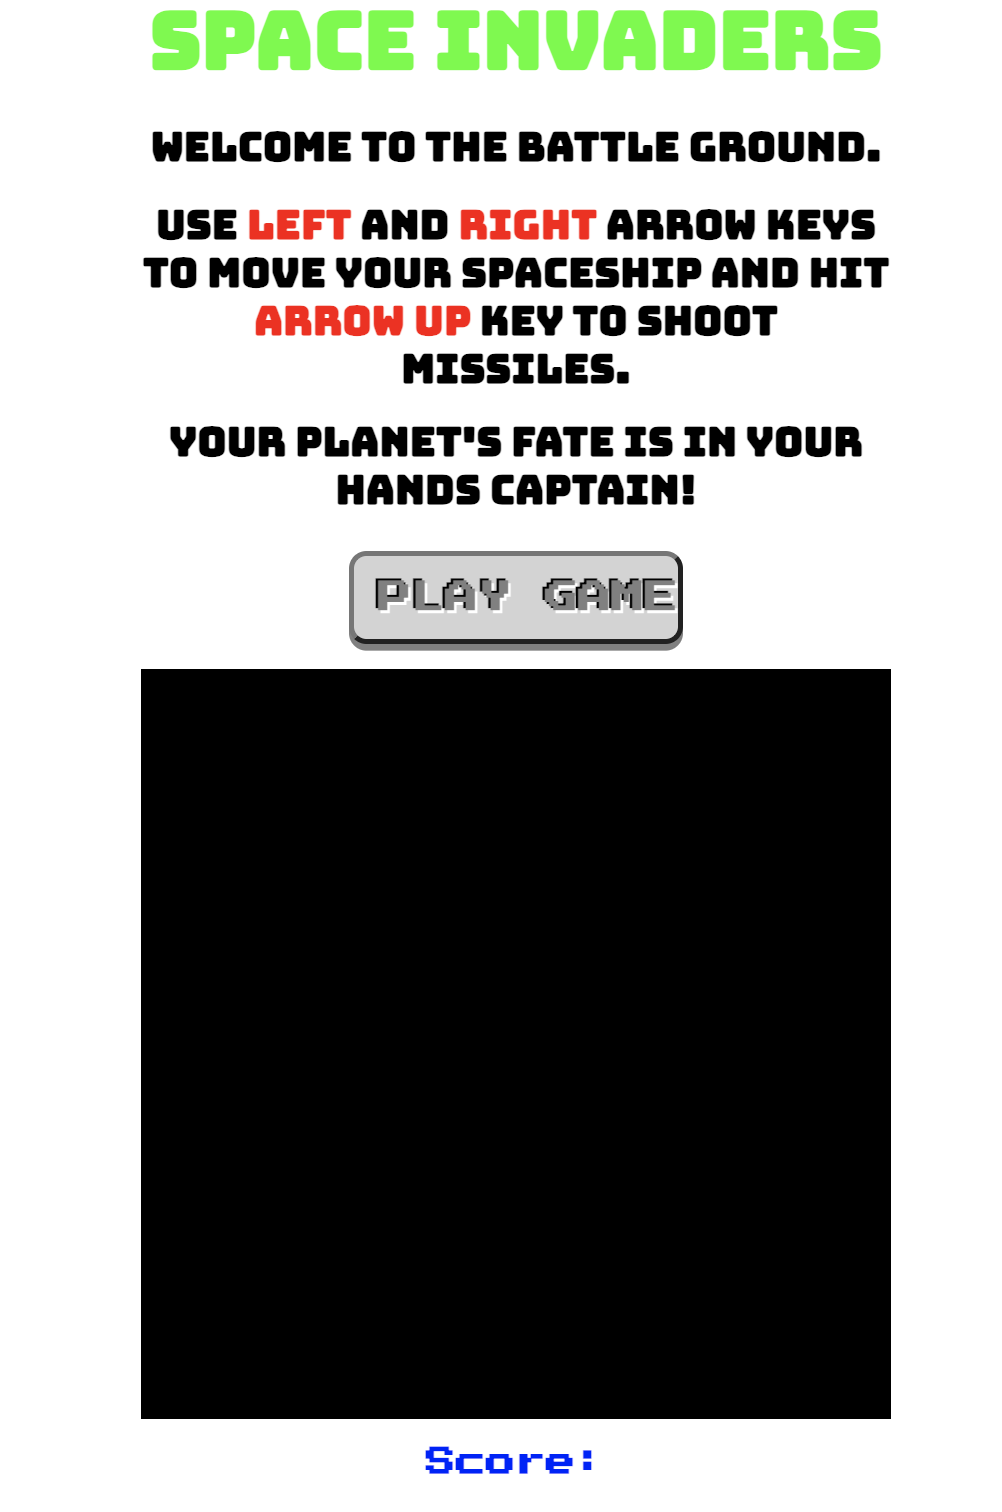 SPACE INVADERS
WELCOME TO THE BATTLE GROUND.
USE LEFT AND RIGHT ARROW KEYS
TO MOVE YOUR SPACESHIP AND HIT
ARROW UP KEY TO SHOOT
MISSILES.
YOUR PLANET'S FATE IS IN YOUR
HANDS CAPTAIN!
PLAY GAME
Score: